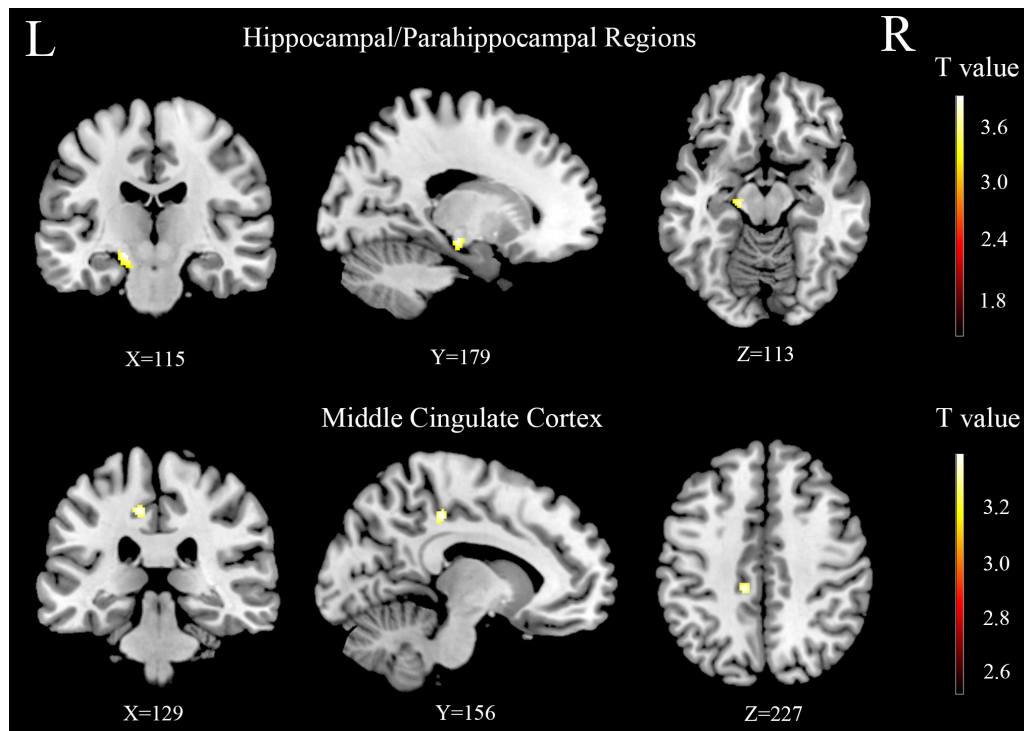 L
Hippocampal/Parahippocampal Regions
R
T value
3.6
3.0
2.4
1.8
X=115
Y=179
Z=113
Middle Cingulate Cortex
T value
3.2
3.0
2.8
2.6
X=129
Y=156
Z=227